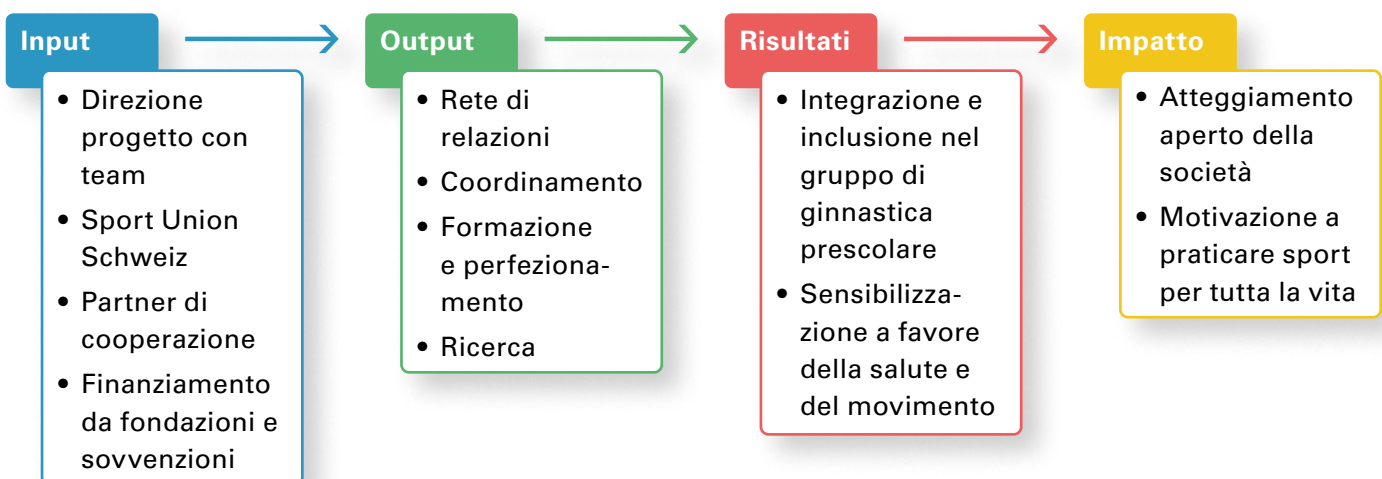 Input
• Direzione
progetto con
team
• Sport Union
Schweiz
• Partner di
cooperazione
• Finanziamento
da fondazioni e
sovvenzioni
Output
• Rete di
relazioni
• Coordinamento
• Formazione
e perfeziona-
mento
• Ricerca
Risultati
• Integrazione e
inclusione nel
gruppo di
ginnastica
prescolare
• Sensibilizza-
zione a favore
della salute e
del movimento
Impatto
• Atteggiamento
aperto della
società
• Motivazione a
praticare sport
per tutta la vita